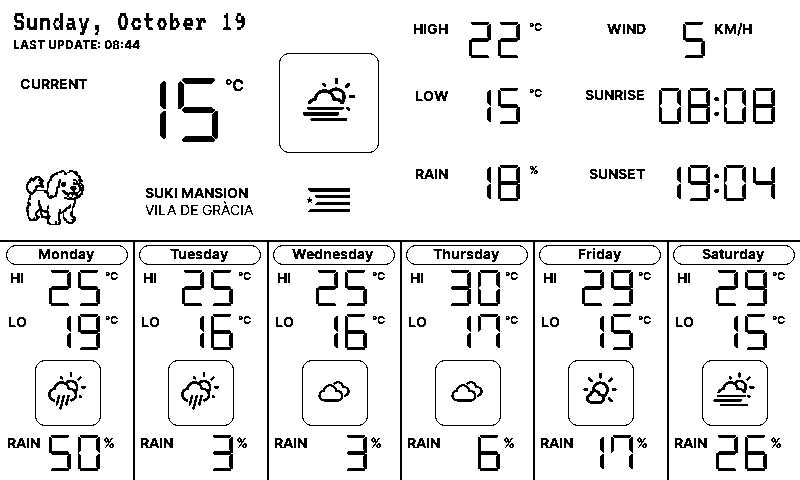 Sunday, October 19
LAST UPDATE: 08:44
CURRENT 15 °C
HIGH 22 °C
LOW 15 °C
RAIN 18 %
WIND 5 KM/H
SUNRISE 08:08
SUNSET 19:04
SUKI MANSION
VILA DE GRÀCIA
Monday
HI 25 °C
LO 19 °C
RAIN 50 %
Tuesday
HI 25 °C
LO 16 °C
RAIN 3 %
Wednesday
HI 25 °C
LO 16 °C
RAIN 3 %
Thursday
HI 30 °C
LO 17 °C
RAIN 6 %
Friday
HI 29 °C
LO 15 °C
RAIN 17 %
Saturday
HI 29 °C
LO 15 °C
RAIN 26 %